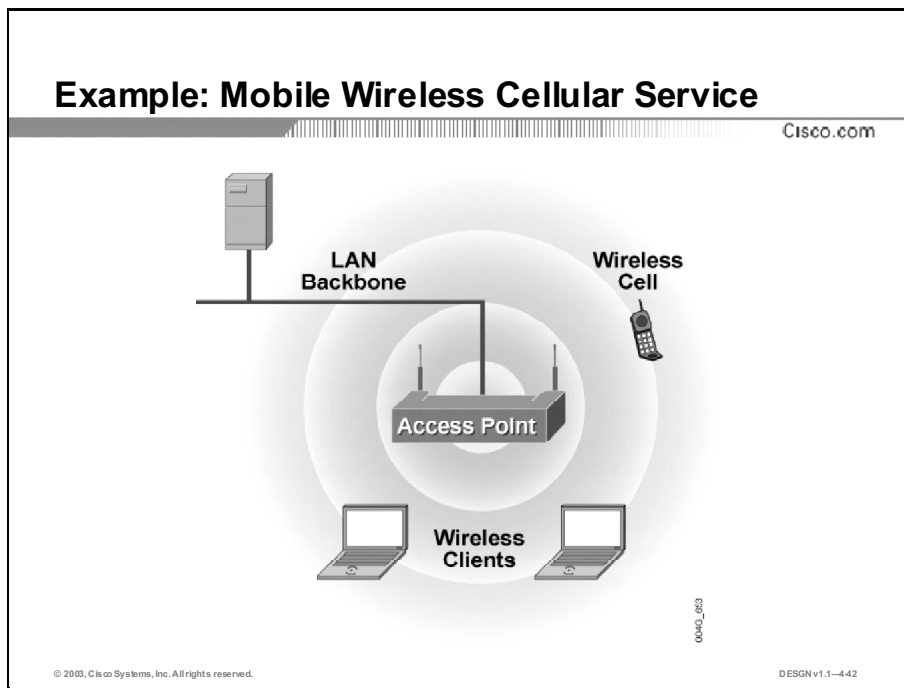 Example: Mobile Wireless Cellular Service
Cisco.com
LAN
Backbone
Wireless
Cell
Access Point
Wireless
Clients
004G_653
© 2003, Cisco Systems, Inc. All rights reserved.
DESGN v1.1—4-42